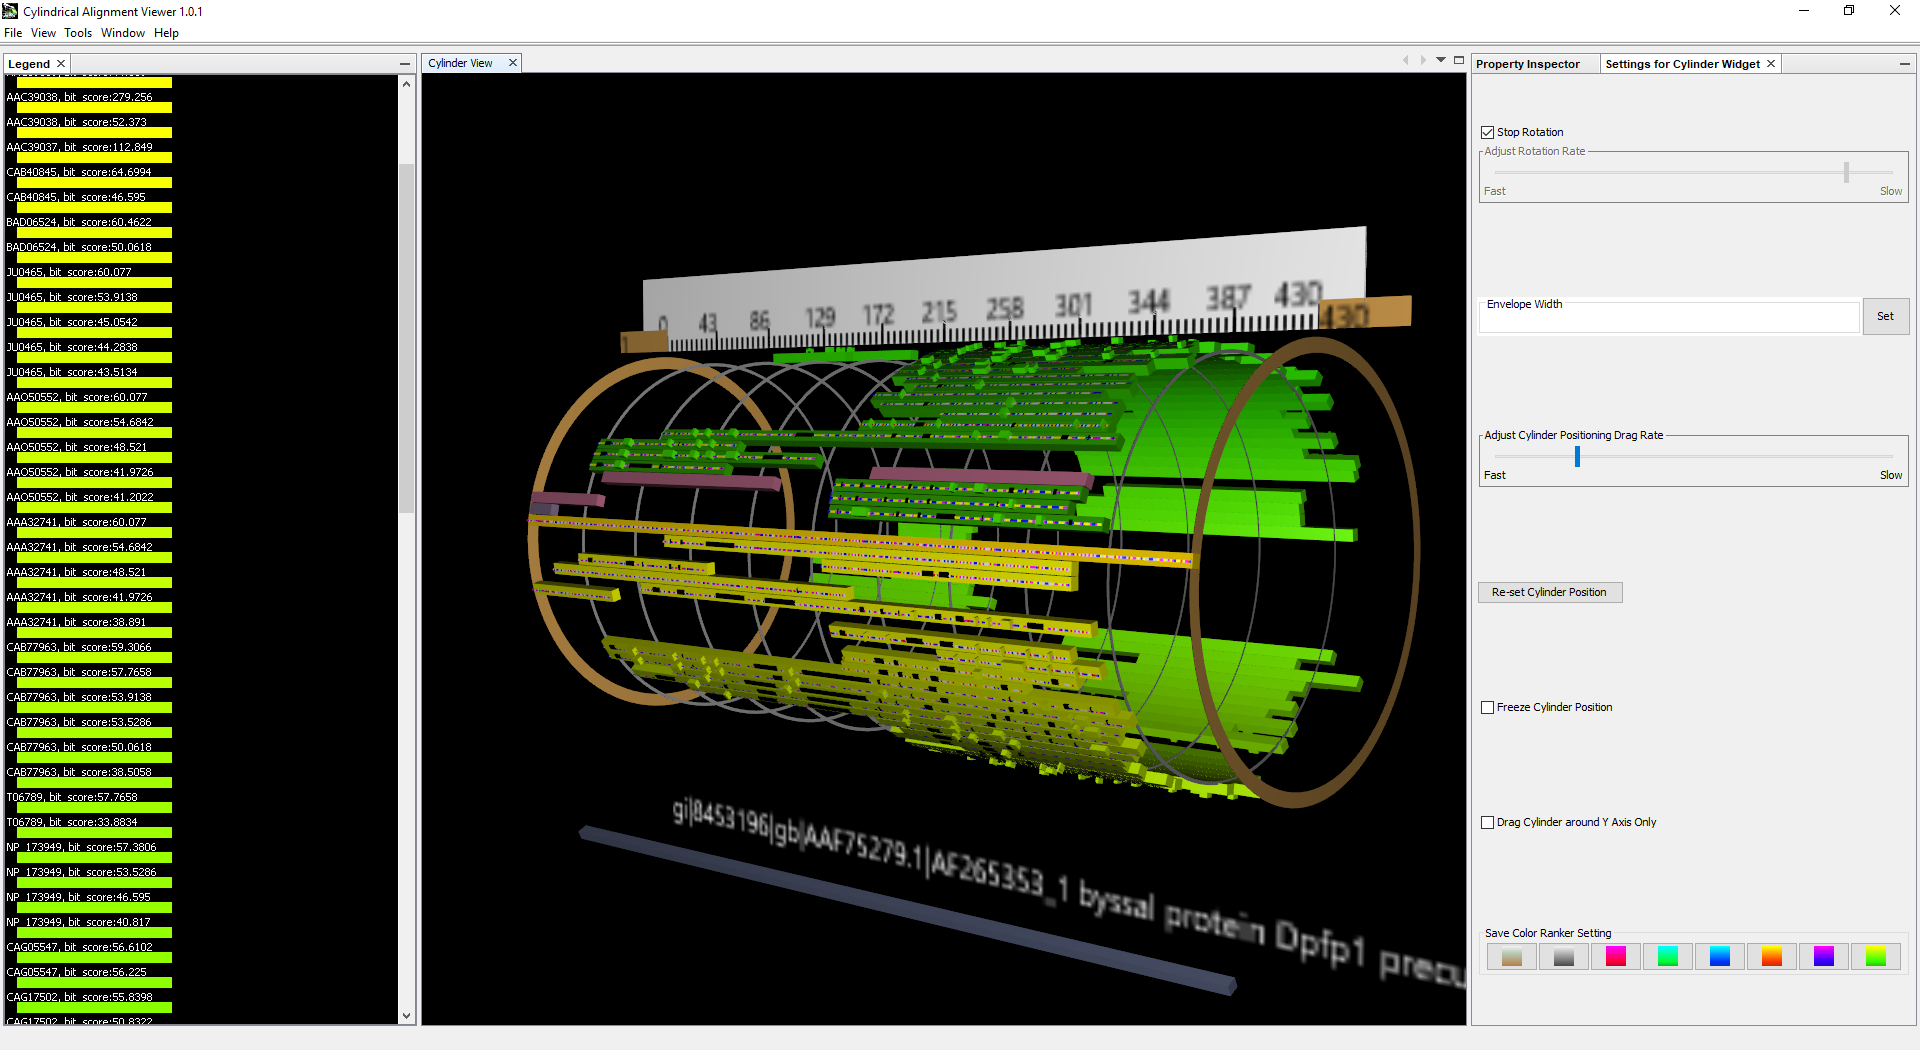 Cylindrical Alignment Viewer 1.0.1
File View Tools Window Help
Legend
AAC39038, bit score:279.256
AAC39038, bit score:52.373
AAC39037, bit score:112.849
CAB40845, bit score:64.6994
CAB40845, bit score:46.595
BAD06524, bit score:60.4622
BAD06524, bit score:50.0618
JU0465, bit score:60.077
JU0465, bit score:53.9138
JU0465, bit score:45.0542
JU0465, bit score:44.2838
JU0465, bit score:43.5134
AAO50552, bit score:60.077
AAO50552, bit score:54.6842
AAO50552, bit score:48.521
AAO50552, bit score:41.9726
AAO50552, bit score:41.2022
AAA32741, bit score:60.077
AAA32741, bit score:54.6842
AAA32741, bit score:48.521
AAA32741, bit score:41.9726
AAA32741, bit score:38.891
CAB77963, bit score:59.3066
CAB77963, bit score:57.7658
CAB77963, bit score:53.9138
CAB77963, bit score:53.5286
CAB77963, bit score:50.0618
CAB77963, bit score:38.5058
T06789, bit score:57.7658
T06789, bit score:33.8834
NP_173949, bit score:57.3806
NP_173949, bit score:53.5286
NP_173949, bit score:46.595
NP_173949, bit score:40.817
CAG05547, bit score:56.6102
CAG05547, bit score:56.225
CAG17502, bit score:55.8398
CAG17502, bit score:50.8322
Cylinder View
0 43 86 129 172 215 258 301 344 387 430
1 430
gi|8453196|gb|AAF75279.1|AF265353_1 byssal protein Dpfp1 precu
Property Inspector
Settings for Cylinder Widget
Stop Rotation
Adjust Rotation Rate
Fast Slow
Envelope Width
Set
Adjust Cylinder Positioning Drag Rate
Fast Slow
Re-set Cylinder Position
Freeze Cylinder Position
Drag Cylinder around Y Axis Only
Save Color Ranker Setting